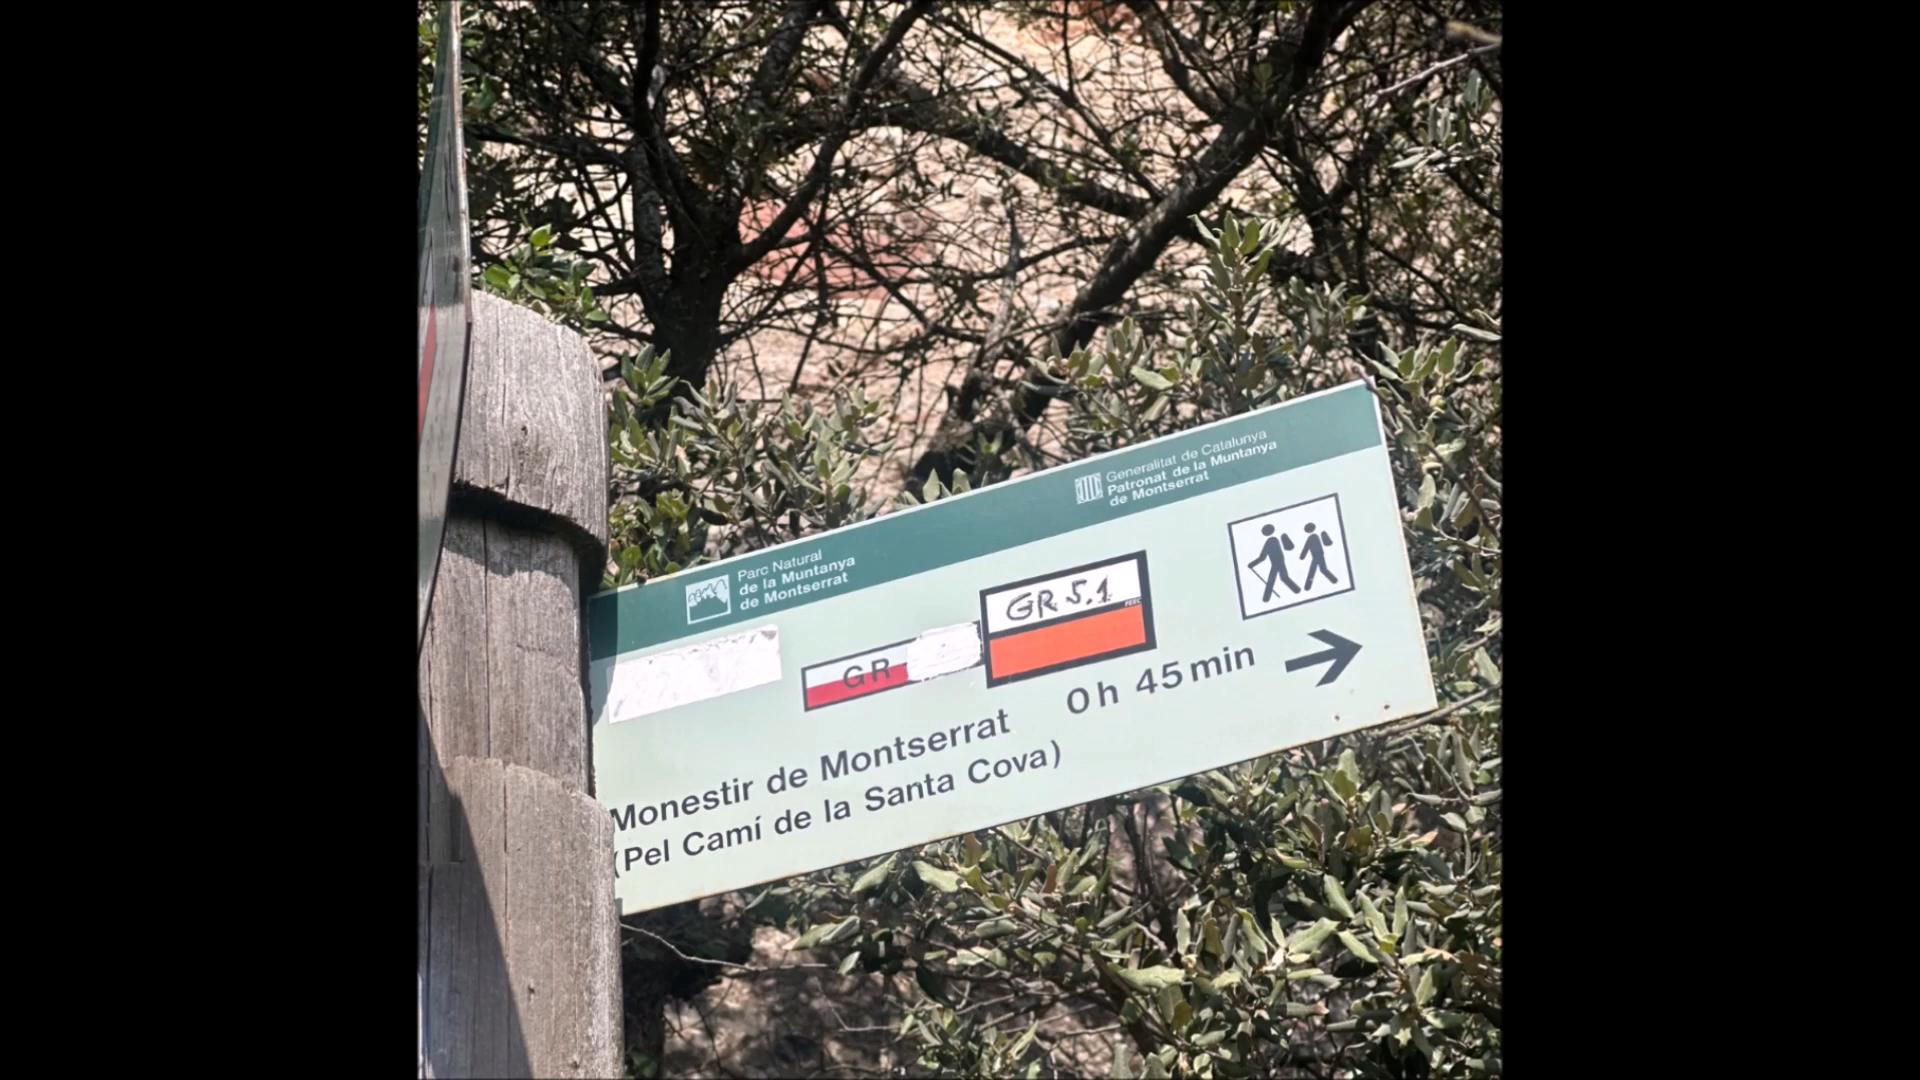 Parc Natural
de la Muntanya
de Montserrat
Generalitat de Catalunya
Patronat de la Muntanya
de Montserrat
GR
GR 5.1
FEEC
Monestir de Montserrat 0 h 45 min
(Pel Camí de la Santa Cova)